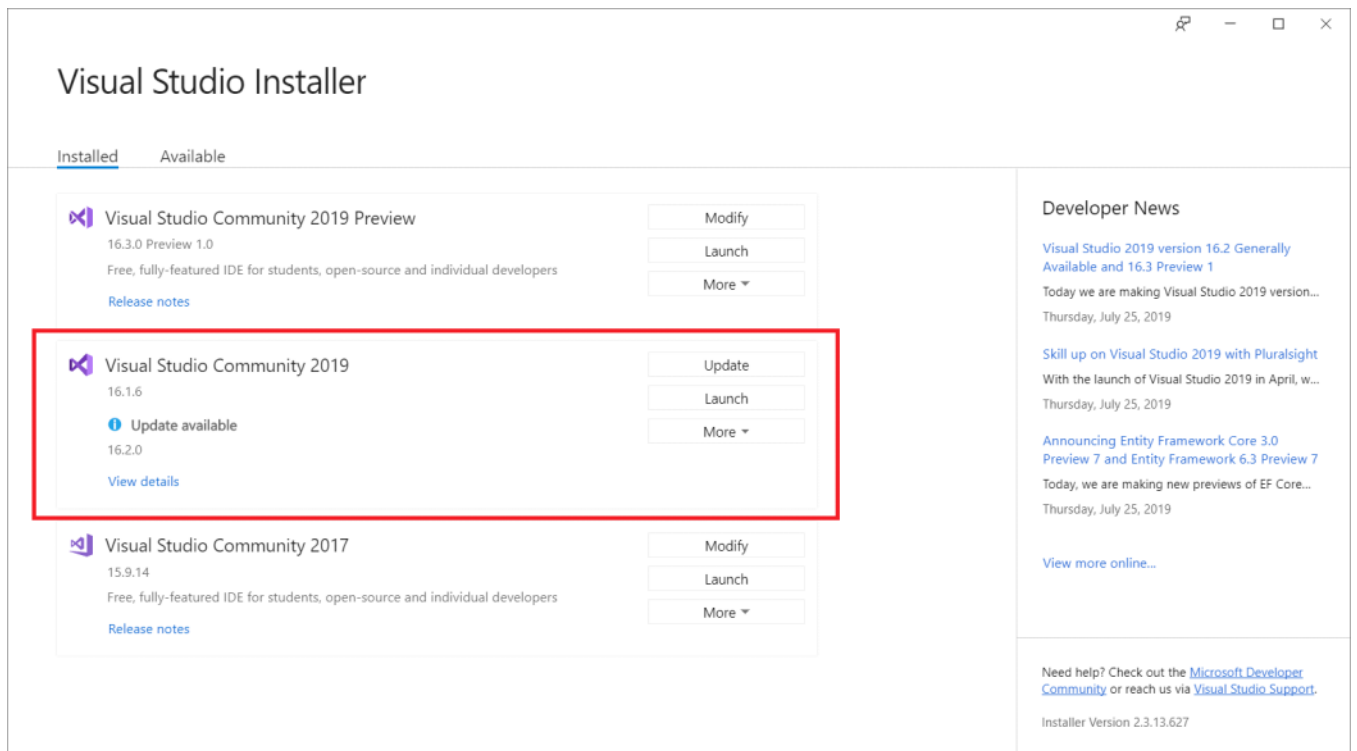 Visual Studio Installer
Installed
Available
Visual Studio Community 2019 Preview
16.3.0 Preview 1.0
Free, fully-featured IDE for students, open-source and individual developers
Release notes
Modify
Launch
More
Visual Studio Community 2019
16.1.6
Update available
16.2.0
View details
Update
Launch
More
Visual Studio Community 2017
15.9.14
Free, fully-featured IDE for students, open-source and individual developers
Release notes
Modify
Launch
More
Developer News
Visual Studio 2019 version 16.2 Generally
Available and 16.3 Preview 1
Today we are making Visual Studio 2019 version...
Thursday, July 25, 2019
Skill up on Visual Studio 2019 with Pluralsight
With the launch of Visual Studio 2019 in April, w...
Thursday, July 25, 2019
Announcing Entity Framework Core 3.0
Preview 7 and Entity Framework 6.3 Preview 7
Today, we are making new previews of EF Core...
Thursday, July 25, 2019
View more online...
Need help? Check out the Microsoft Developer
Community or reach us via Visual Studio Support.
Installer Version 2.3.13.627